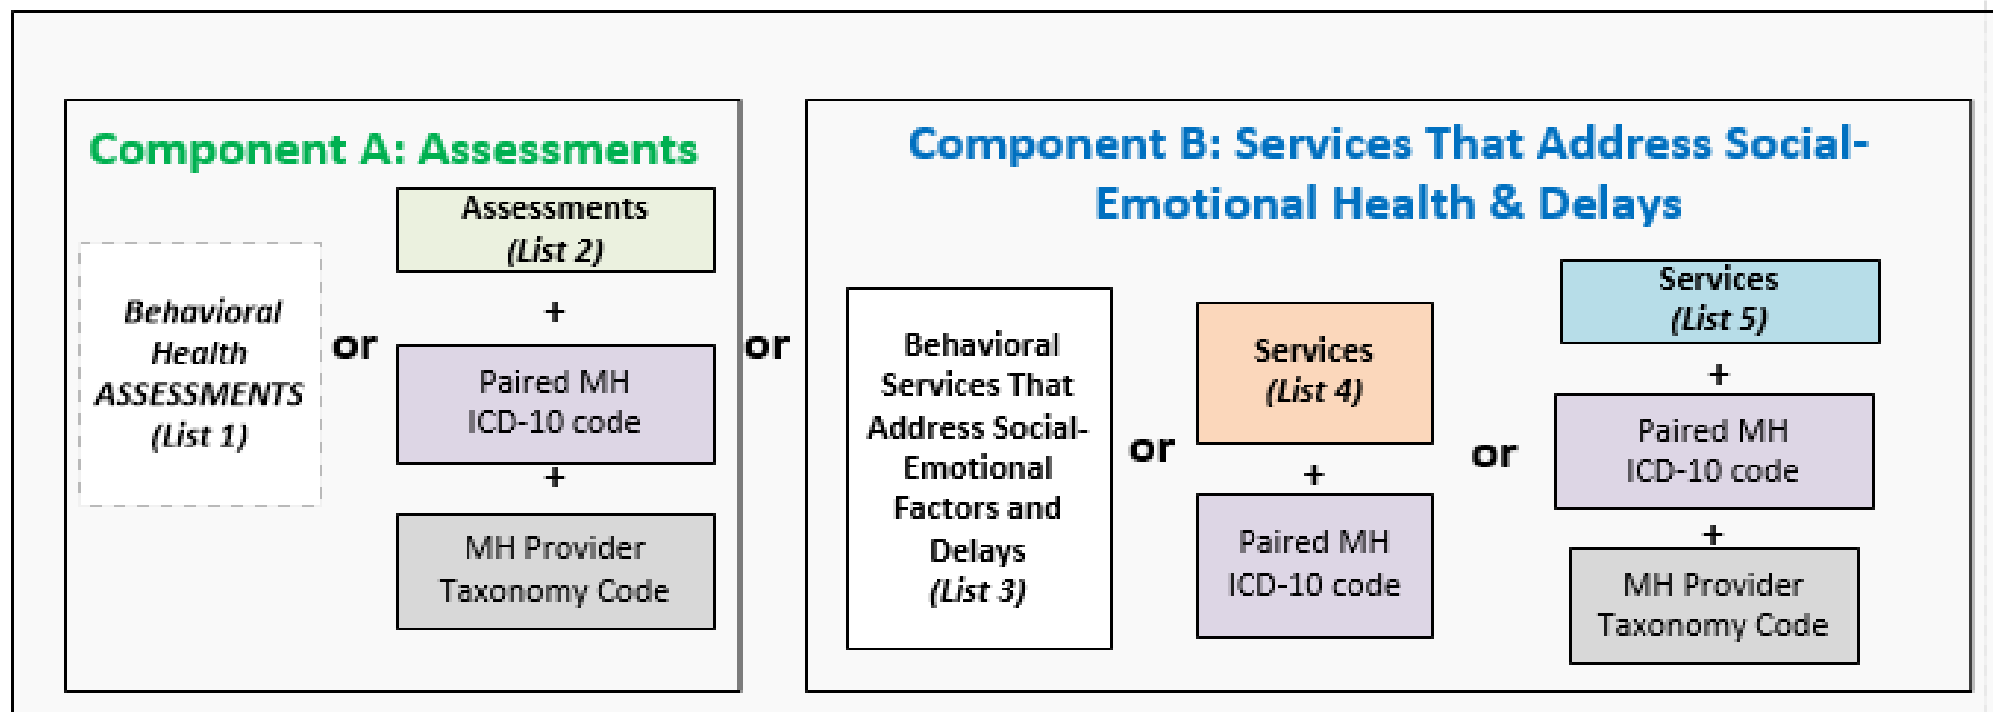 Component A: Assessments
Behavioral
Health
ASSESSMENTS
(List 1)
or
Assessments
(List 2)
+
Paired MH
ICD-10 code
+
MH Provider
Taxonomy Code
or
Component B: Services That Address Social-
Emotional Health & Delays
Behavioral
Services That
Address Social-
Emotional
Factors and
Delays
(List 3)
or
Services
(List 4)
+
Paired MH
ICD-10 code
or
Services
(List 5)
+
Paired MH
ICD-10 code
+
MH Provider
Taxonomy Code